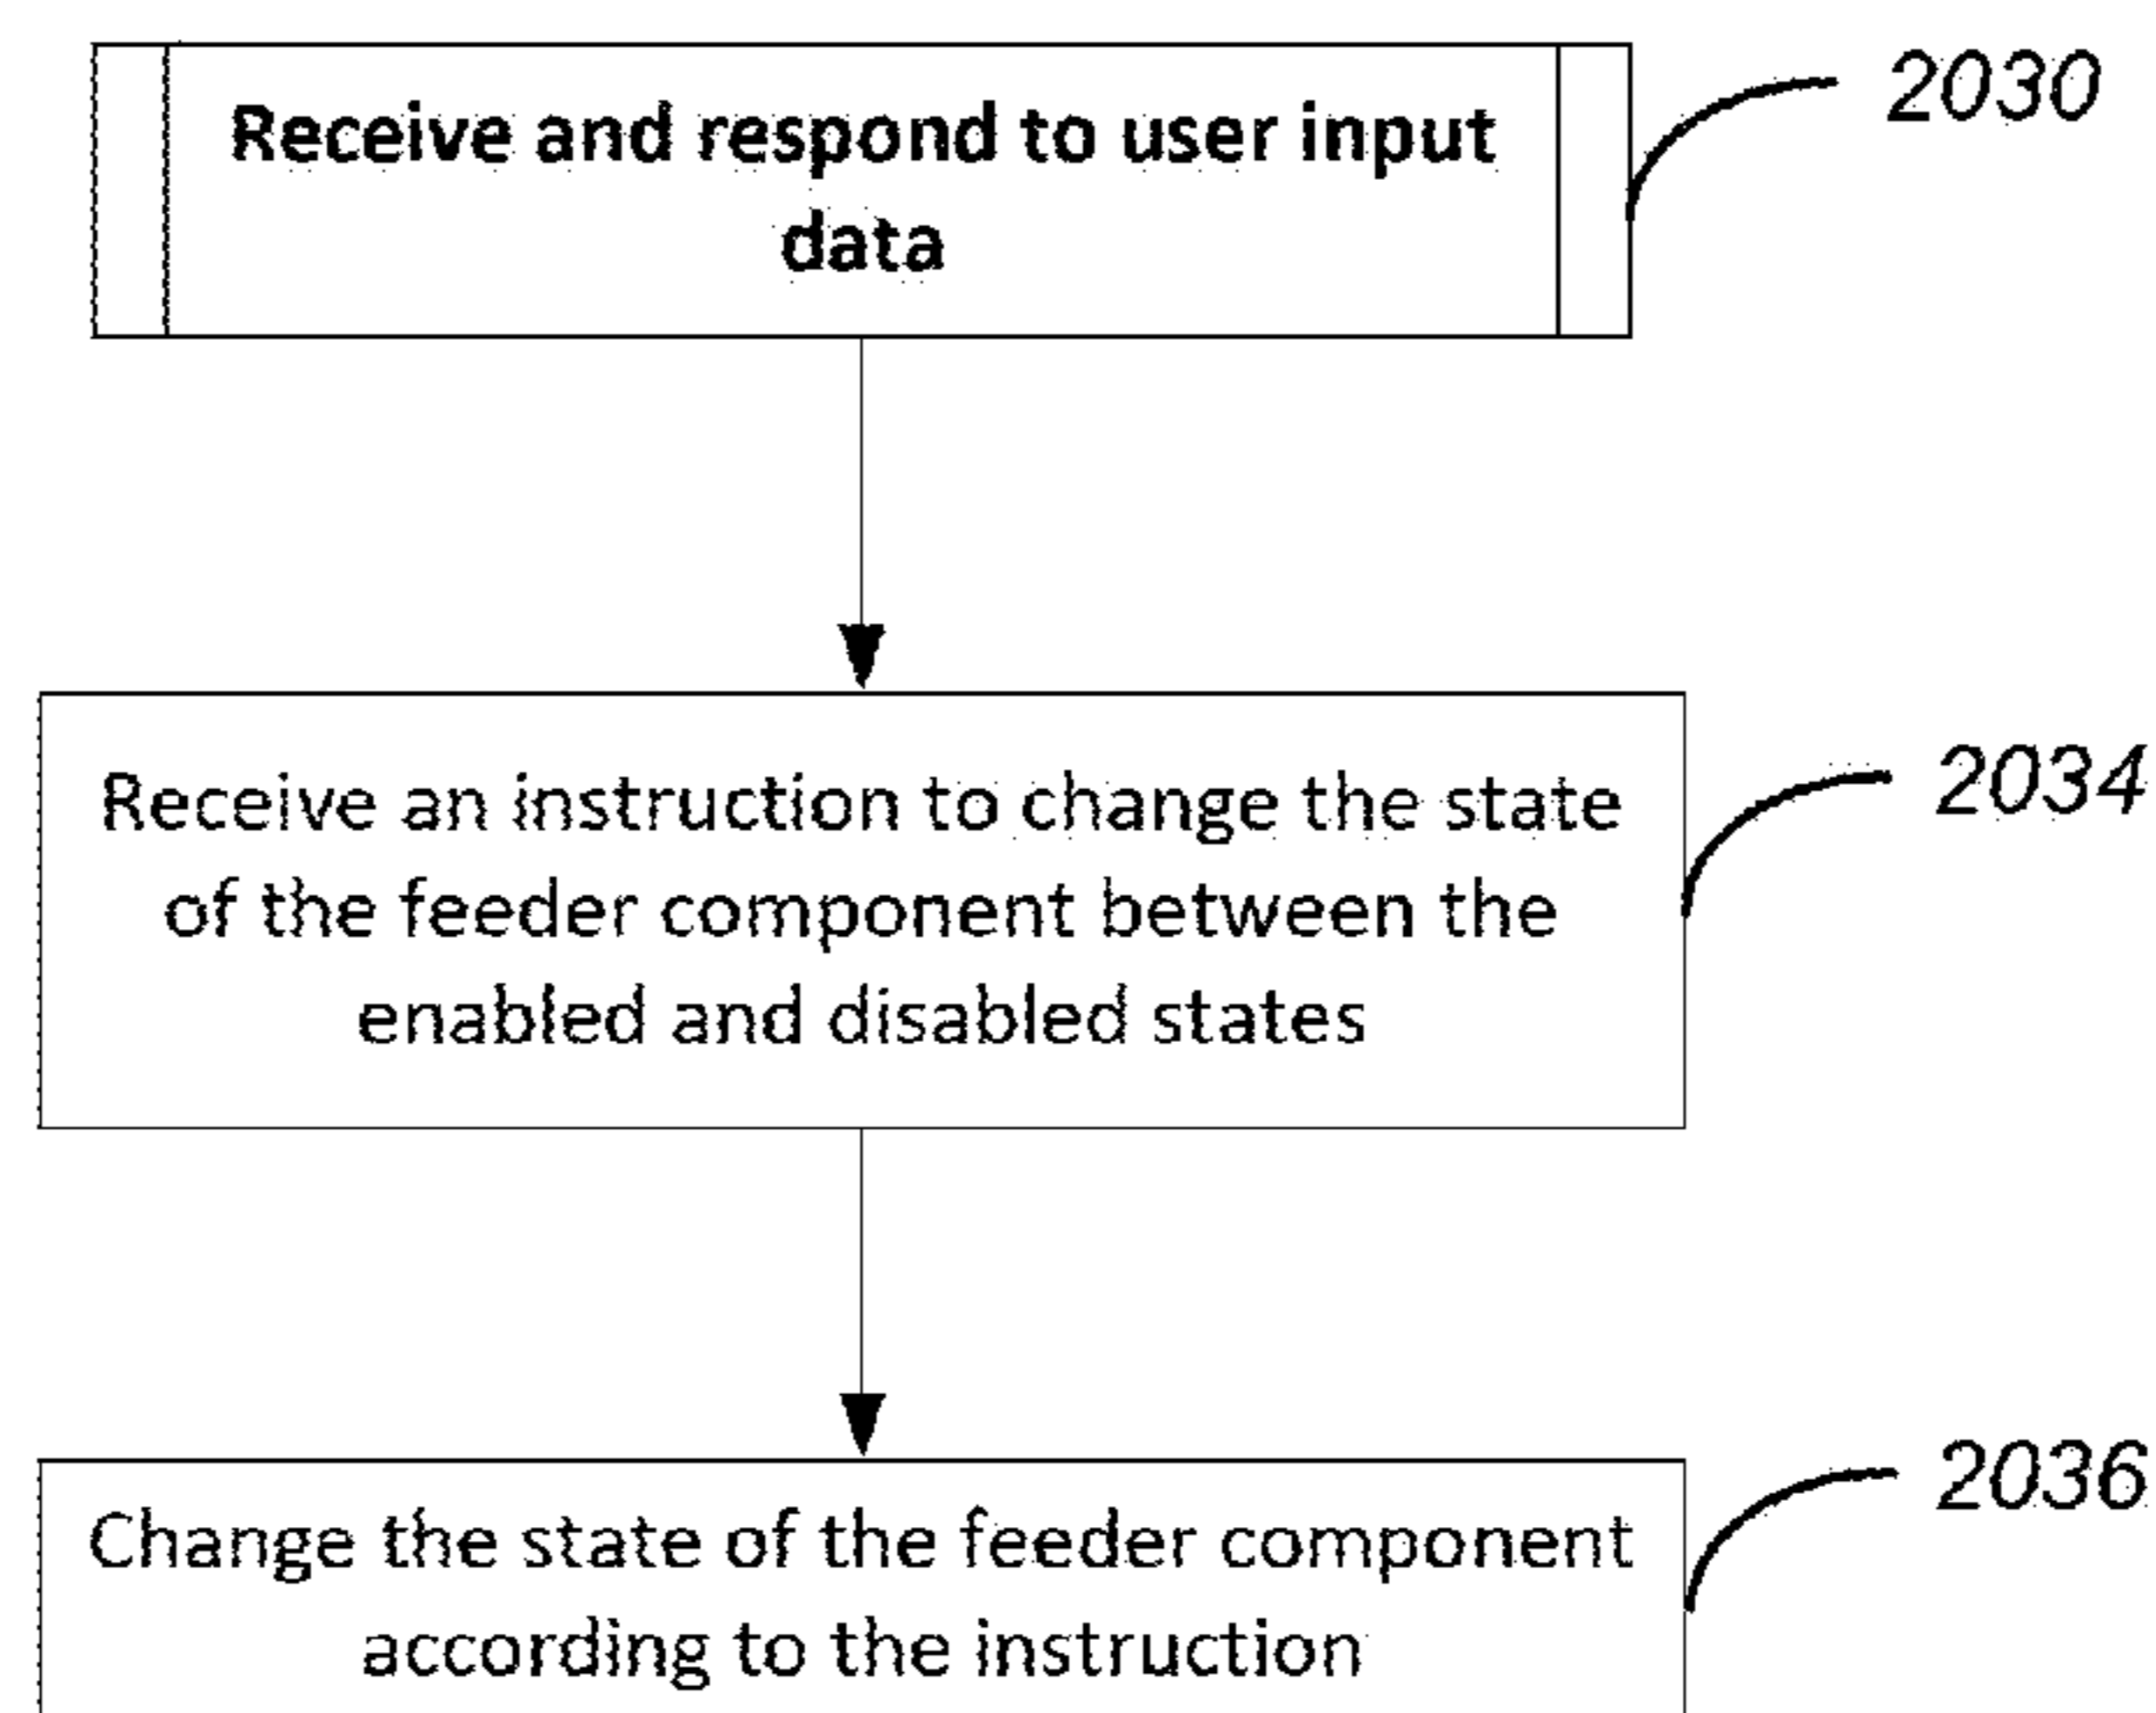 Receive and respond to user input
data
2030
Receive an instruction to change the state
of the feeder component between the
enabled and disabled states
2034
Change the state of the feeder component
according to the instruction
2036